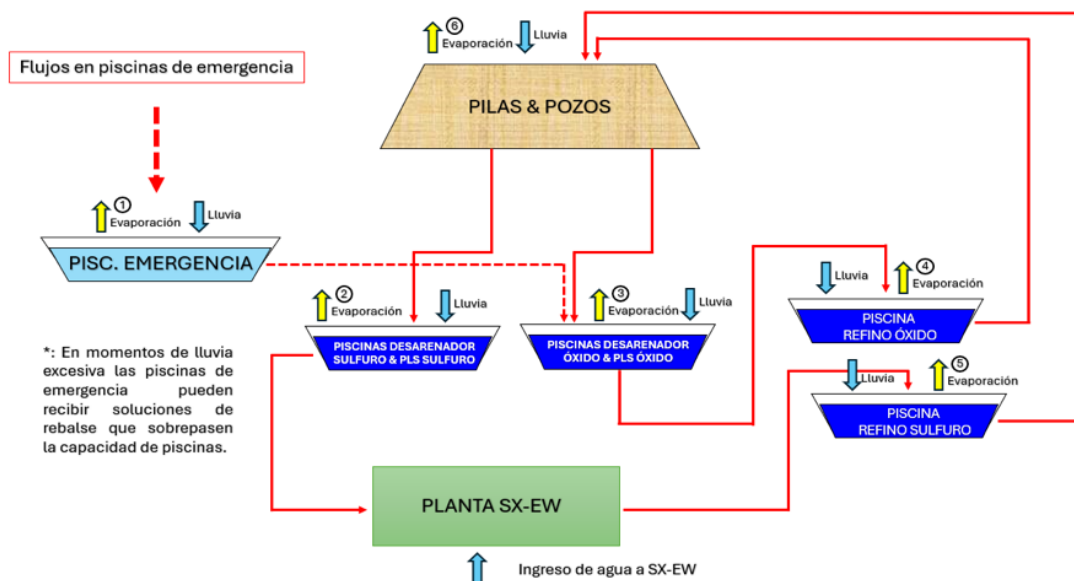 ⑥
Evaporación
Lluvia
Flujos en piscinas de emergencia
PILAS & POZOS
①
Evaporación
Lluvia
PISC. EMERGENCIA
②
Evaporación
Lluvia
③
Evaporación
Lluvia
Lluvia
④
Evaporación
PISCINAS DESARENADOR
SULFURO & PLS SULFURO
PISCINAS DESARENADOR
ÓXIDO & PLS ÓXIDO
PISCINA
REFINO ÓXIDO
Lluvia
⑤
Evaporación
PISCINA
REFINO SULFURO
*: En momentos de lluvia
excesiva las piscinas de
emergencia pueden
recibir soluciones de
rebalse que sobrepasen
la capacidad de piscinas.
PLANTA SX-EW
Ingreso de agua a SX-EW